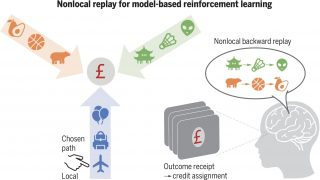 Nonlocal replay for model-based reinforcement learning
£
Nonlocal backward replay
Chosen
path
Local
£
Outcome receipt
→ credit assignment